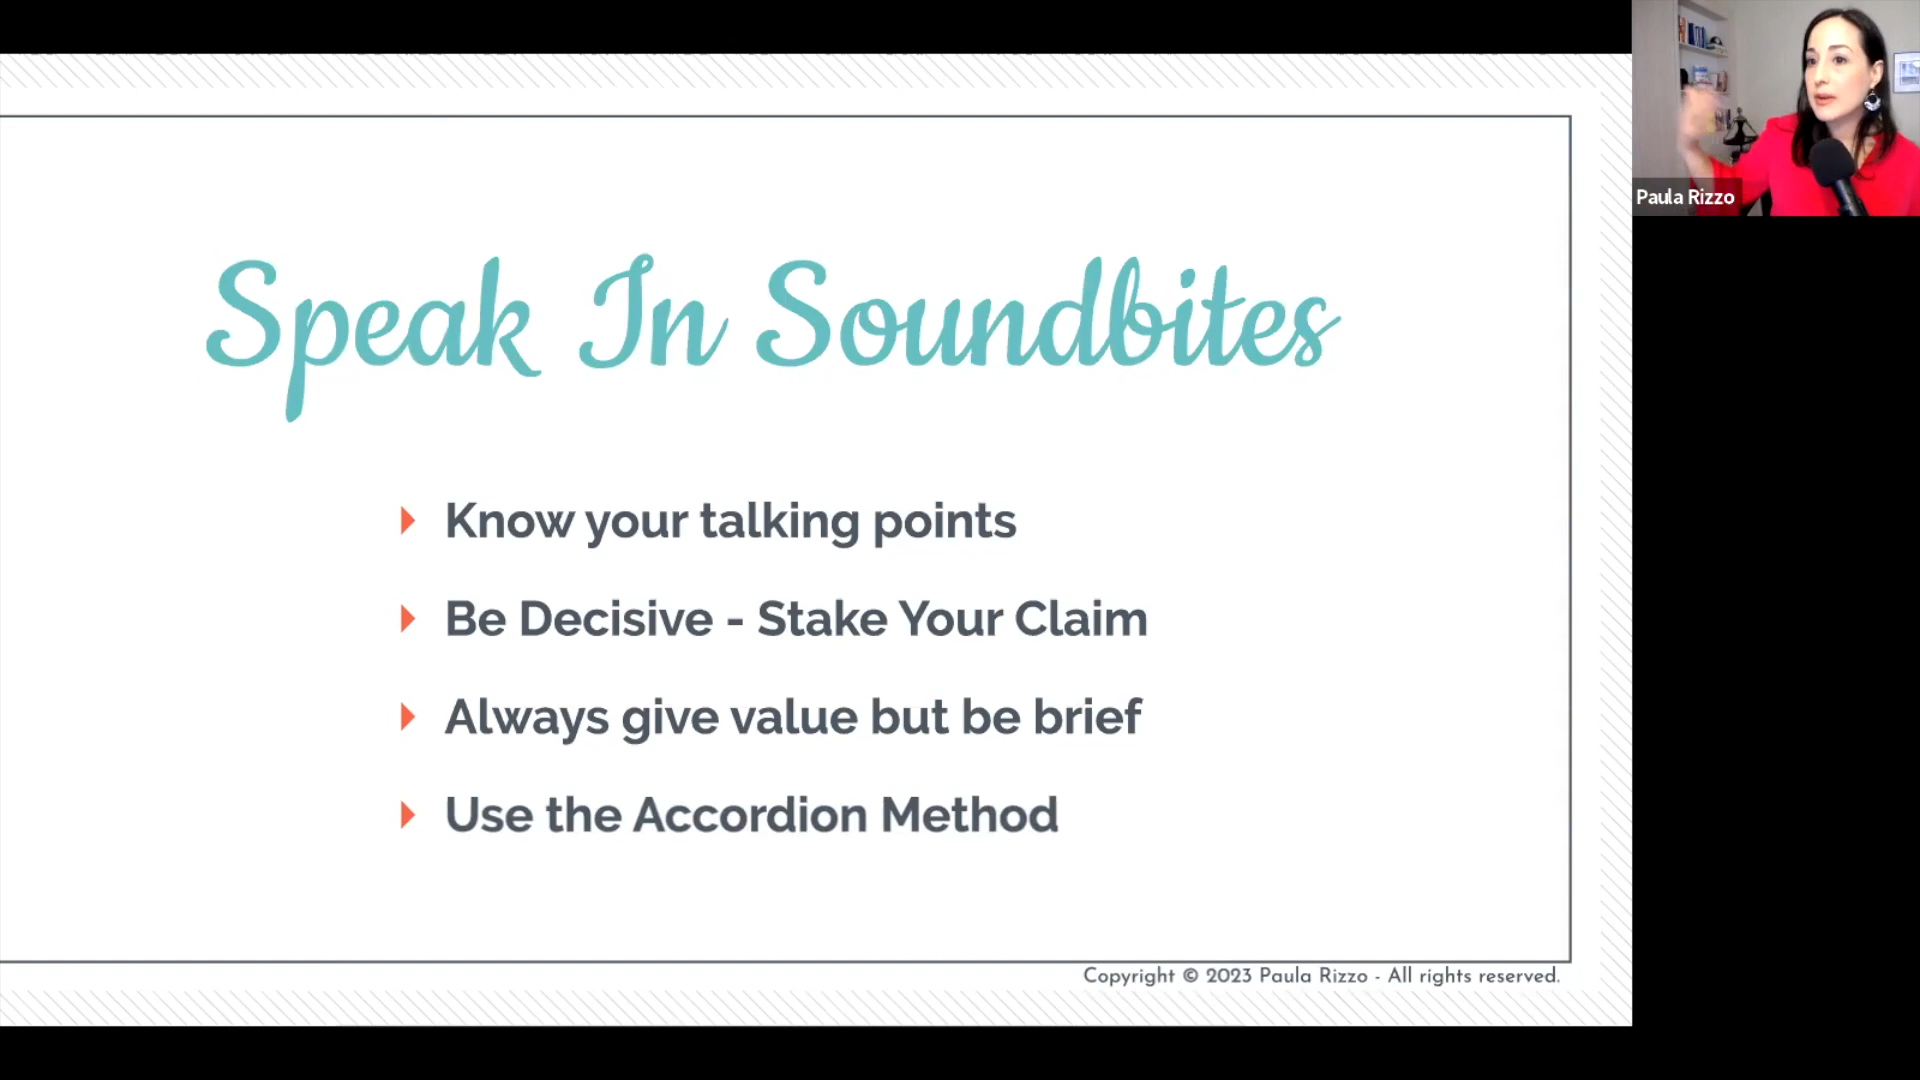 Speak In Soundbites
Know your talking points
Be Decisive - Stake Your Claim
Always give value but be brief
Use the Accordion Method
Copyright © 2023 Paula Rizzo - All rights reserved.
Paula Rizzo